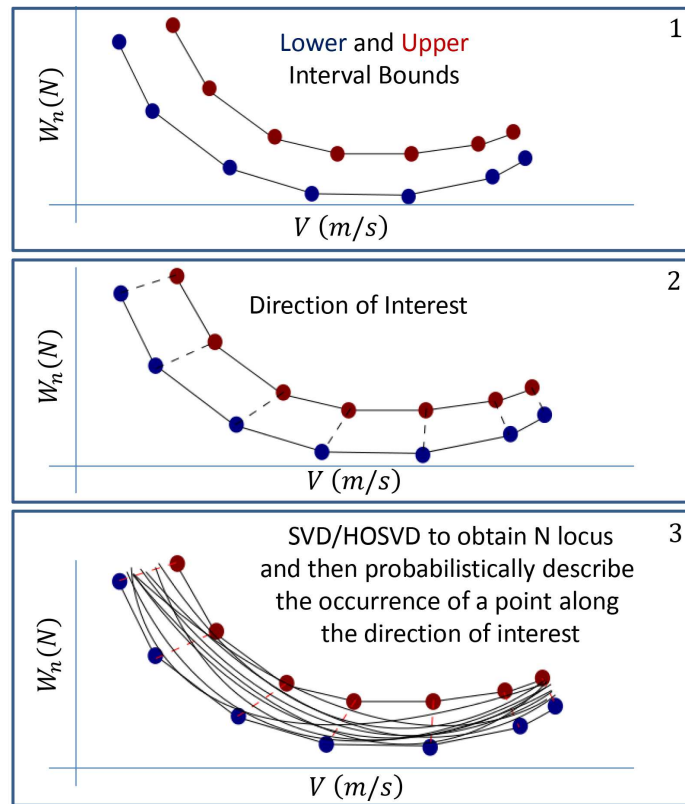 1
Lower and Upper
Interval Bounds
W_n(N)
V (m/s)
2
Direction of Interest
W_n(N)
V (m/s)
3
SVD/HOSVD to obtain N locus
and then probabilistically describe
the occurrence of a point along
the direction of interest
W_n(N)
V (m/s)